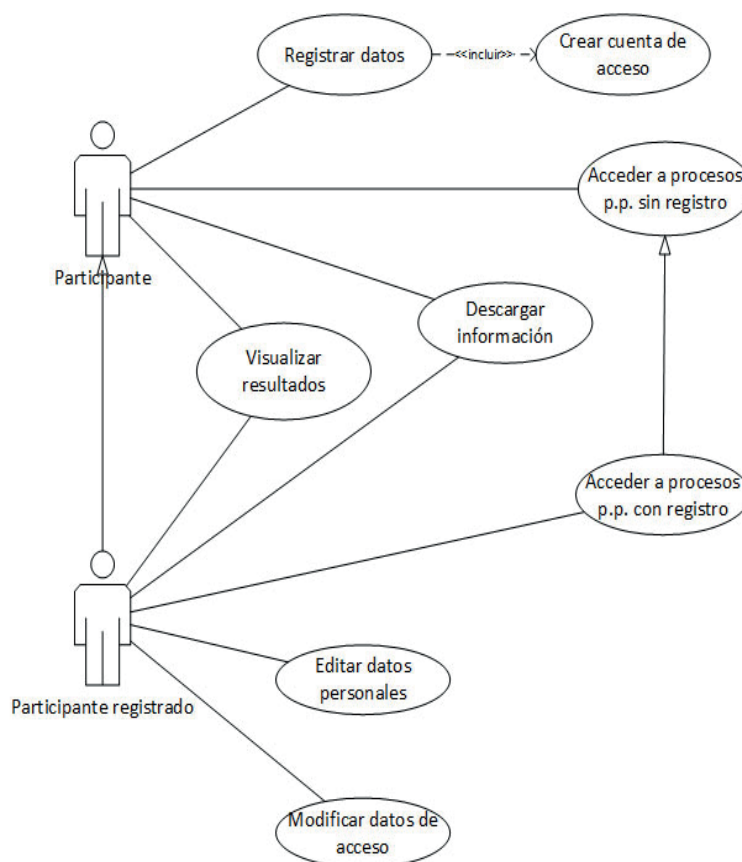 Registrar datos
<<incluir>>
Crear cuenta de
acceso
Acceder a procesos
p.p. sin registro
Participante
Descargar
información
Visualizar
resultados
Acceder a procesos
p.p. con registro
Editar datos
personales
Participante registrado
Modificar datos de
acceso